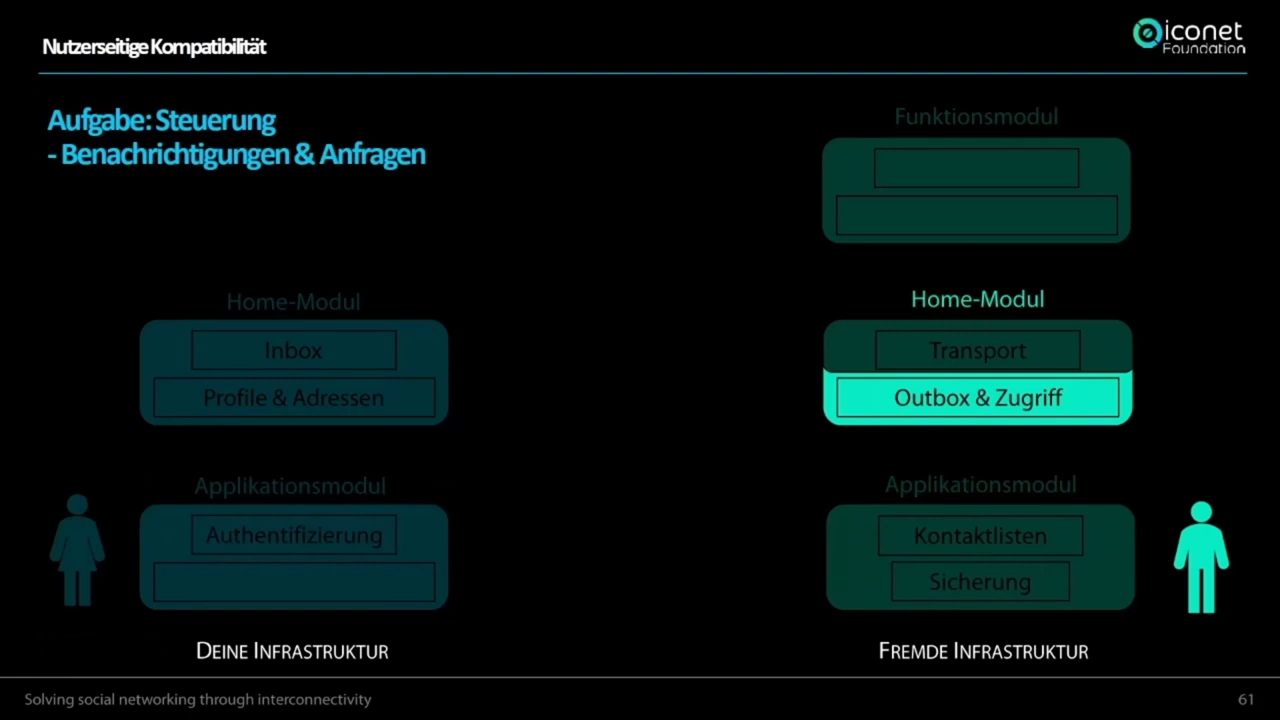 Nutzerseitige Kompatibilität
iconet
Foundation
Aufgabe: Steuerung
- Benachrichtigungen & Anfragen
Funktionsmodul
Home-Modul
Inbox
Profile & Adressen
Home-Modul
Transport
Outbox & Zugriff
Applikationsmodul
Authentifizierung
Applikationsmodul
Kontaktlisten
Sicherung
DEINE INFRASTRUKTUR
FREMDE INFRASTRUKTUR
Solving social networking through interconnectivity
61